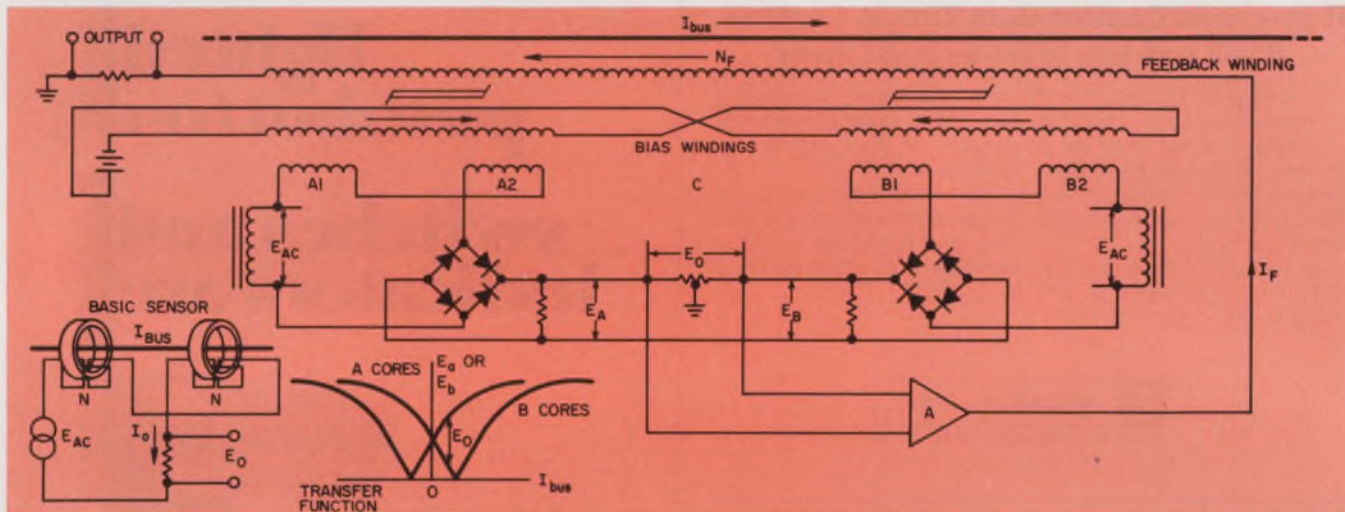 I_bus
OUTPUT
N_F
FEEDBACK WINDING
BIAS WINDINGS
A1
A2
C
B1
B2
E_AC
E_O
E_AC
I_F
BASIC SENSOR
E_A
E_B
I_BUS
N
N
A CORES
E_a OR
E_b
B CORES
A
I_o
E_AC
E_O
E_O
TRANSFER
FUNCTION
O
I_bus